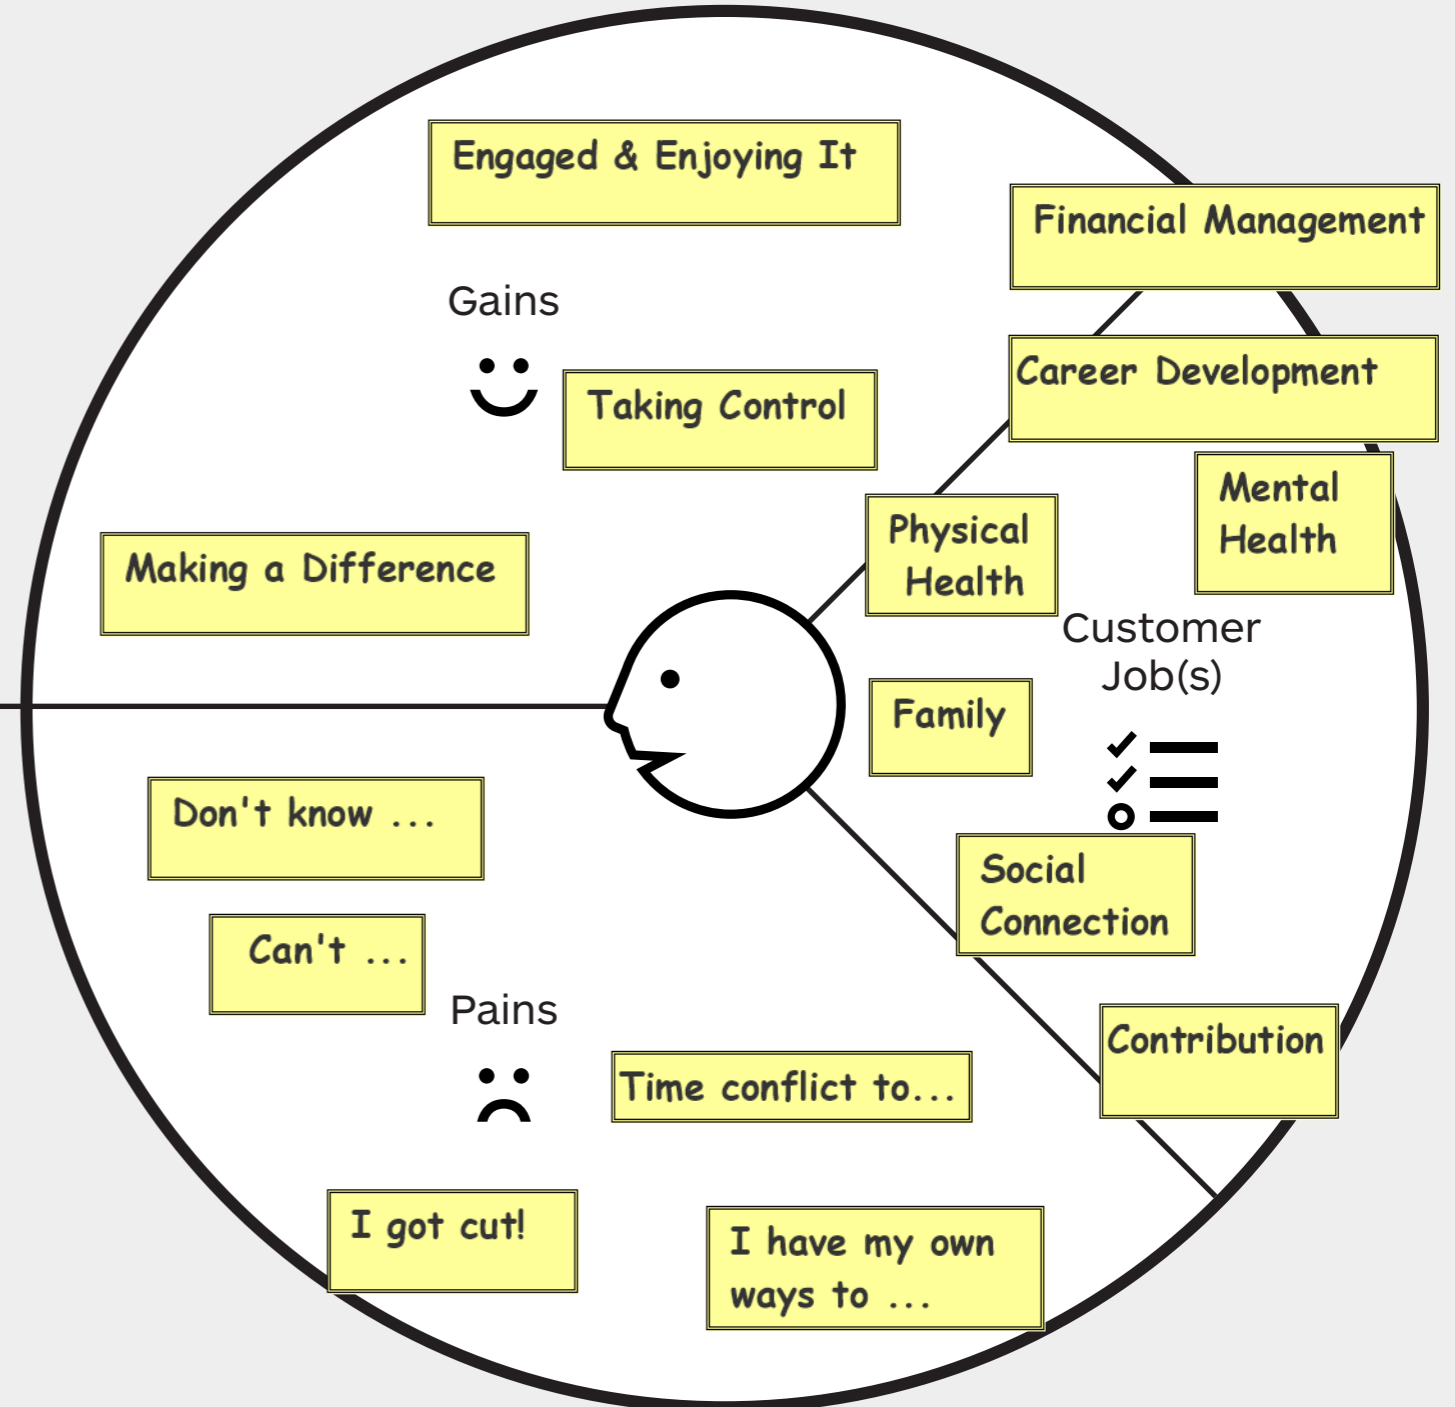 Engaged & Enjoying It
Gains
Taking Control
Making a Difference
Financial Management
Career Development
Mental
Health
Physical
Health
Customer
Job(s)
Family
Social
Connection
Contribution
Don't know ...
Can't ...
Pains
Time conflict to...
I got cut!
I have my own
ways to ...